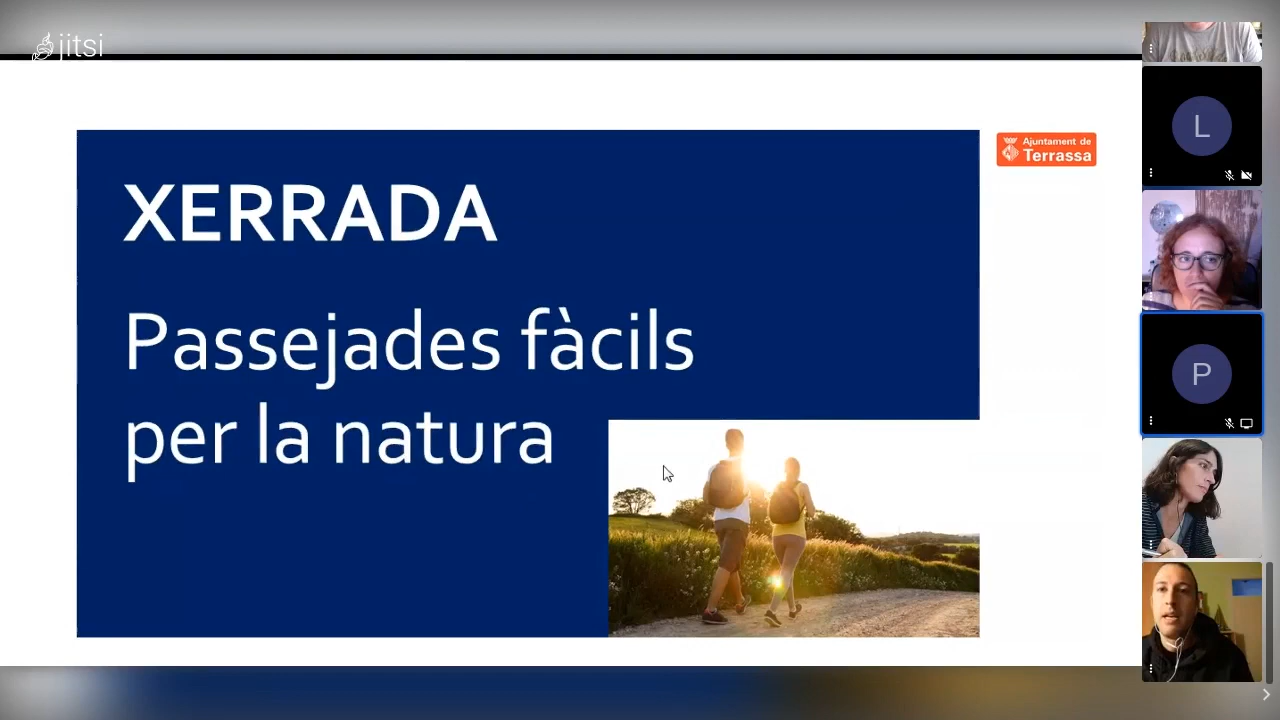 jitsi
XERRADA
Passejades fàcils
per la natura
Ajuntament de
Terrassa
L
P